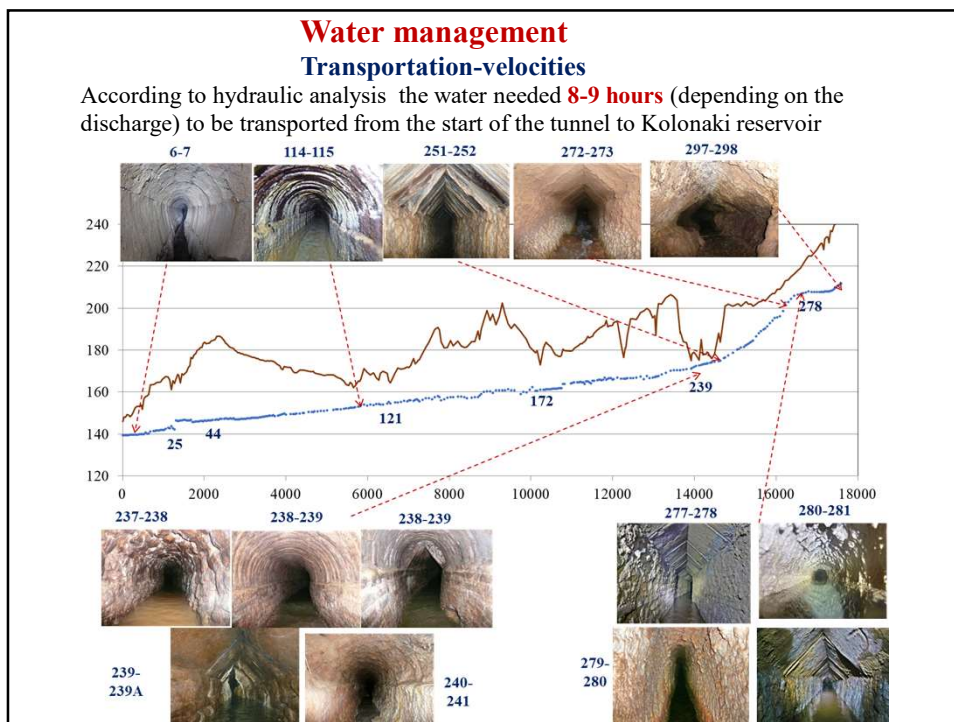 Water management
Transportation-velocities
According to hydraulic analysis the water needed 8-9 hours (depending on the
discharge) to be transported from the start of the tunnel to Kolonaki reservoir
6-7 114-115 251-252 272-273 297-298
240
220
200
180
160
140
120
278
239
172
121
44
25
0 2000 4000 6000 8000 10000 12000 14000 16000 18000
237-238 238-239 238-239 277-278 280-281
239-
239A
240-
241
279-
280